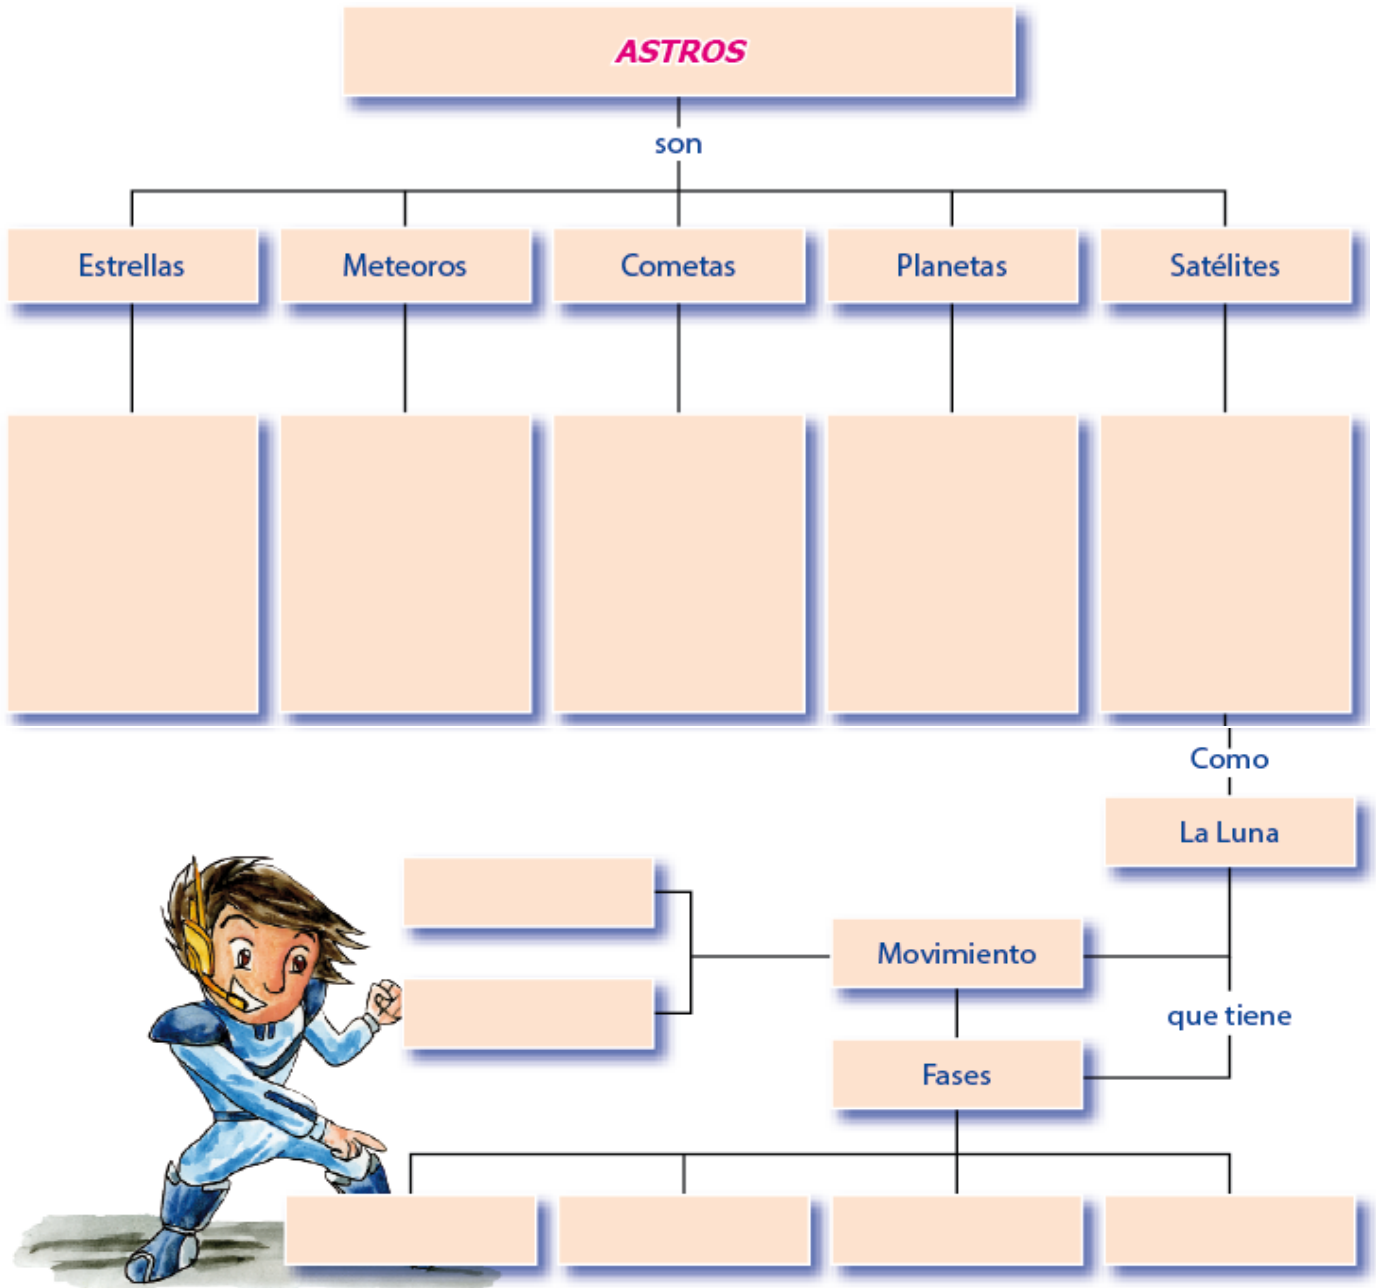 ASTROS
son
Estrellas
Meteoros
Cometas
Planetas
Satélites
Como
La Luna
Movimiento
que tiene
Fases